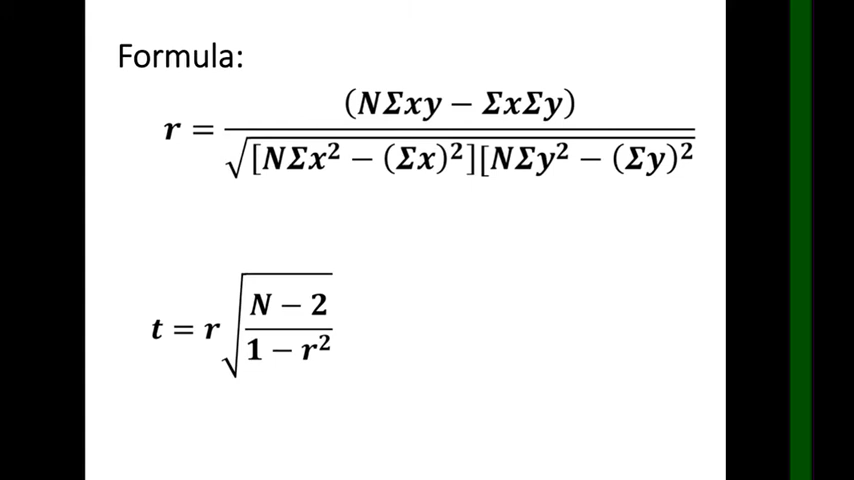 Formula:
r = (NΣxy − ΣxΣy) / √[NΣx² − (Σx)²][NΣy² − (Σy)²
t = r √(N − 2 / 1 − r²)